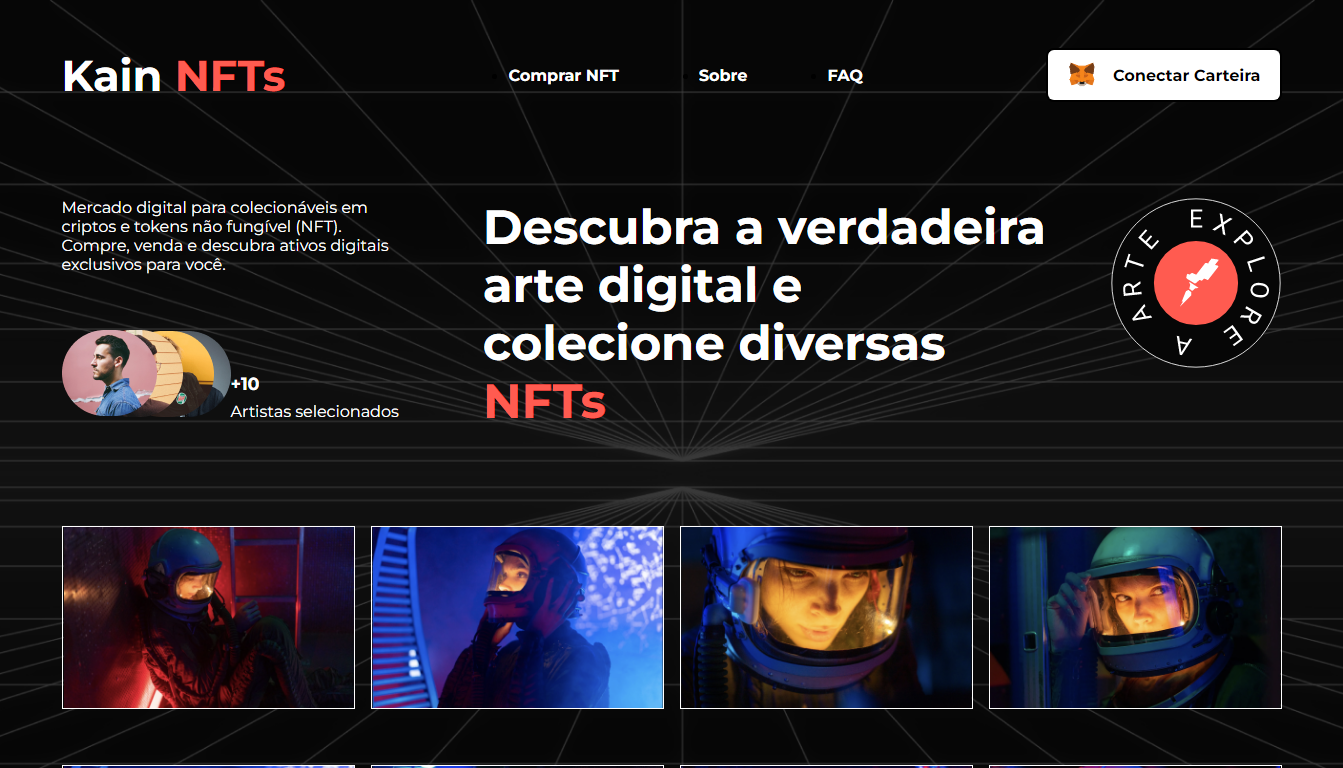 Kain NFTs
Comprar NFT
Sobre
FAQ
Conectar Carteira
Mercado digital para colecionáveis em
criptos e tokens não fungível (NFT).
Compre, venda e descubra ativos digitais
exclusivos para você.
+10
Artistas selecionados
Descubra a verdadeira
arte digital e
colecione diversas
NFTs
EXPLORE A ARTE